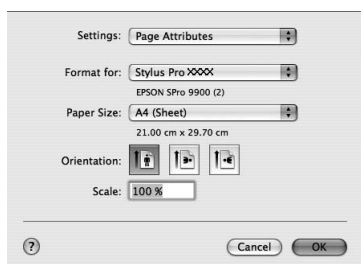 Settings: Page Attributes
Format for: Stylus Pro XXXX
EPSON SPro 9900 (2)
Paper Size: A4 (Sheet)
21.00 cm x 29.70 cm
Orientation:
Scale: 100 %
? Cancel OK